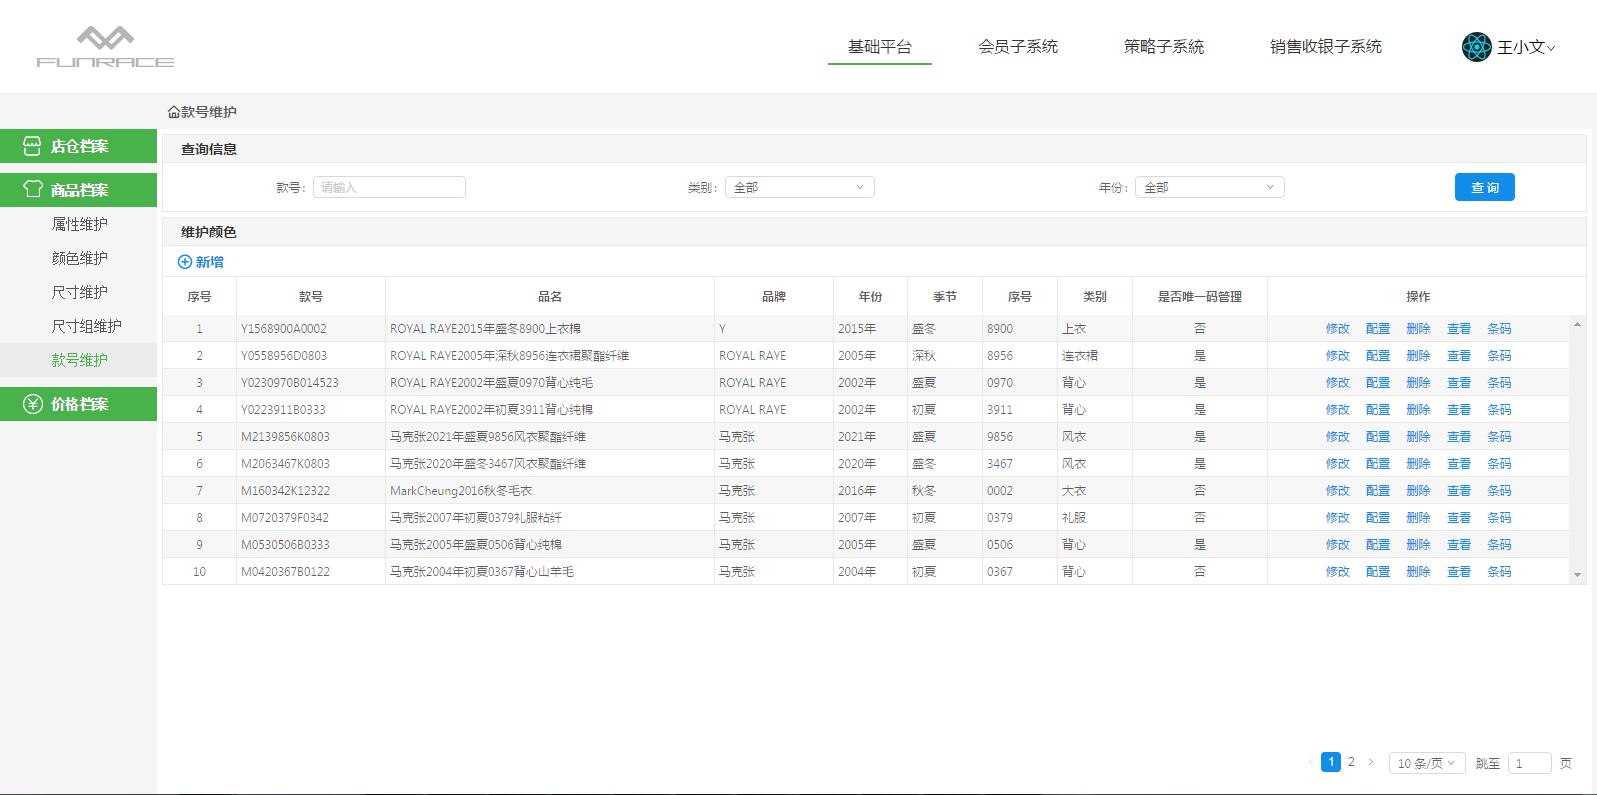 FUNRACE
基础平台 会员子系统 策略子系统 销售收银子系统 王小文
款号维护
店仓档案
商品档案
属性维护
颜色维护
尺寸维护
尺寸组维护
款号维护
价格档案
查询信息
款号: 请输入 类别: 全部 年份: 全部 查 询
维护颜色
新增
序号 款号 品名 品牌 年份 季节 序号 类别 是否唯一码管理 操作
1 Y1568900A0002 ROYAL RAYE2015年盛冬8900上衣棉 Y 2015年 盛冬 8900 上衣 否 修改 配置 删除 查看 条码
2 Y0558956D0803 ROYAL RAYE2005年深秋8956连衣裙聚酯纤维 ROYAL RAYE 2005年 深秋 8956 连衣裙 是 修改 配置 删除 查看 条码
3 Y0230970B014523 ROYAL RAYE2002年盛夏0970背心纯毛 ROYAL RAYE 2002年 盛夏 0970 背心 是 修改 配置 删除 查看 条码
4 Y0223911B0333 ROYAL RAYE2002年初夏3911背心纯棉 ROYAL RAYE 2002年 初夏 3911 背心 是 修改 配置 删除 查看 条码
5 M2139856K0803 马克张2021年盛夏9856风衣聚酯纤维 马克张 2021年 盛夏 9856 风衣 是 修改 配置 删除 查看 条码
6 M2063467K0803 马克张2020年盛冬3467风衣聚酯纤维 马克张 2020年 盛冬 3467 风衣 是 修改 配置 删除 查看 条码
7 M160342K12322 MarkCheung2016秋冬毛衣 马克张 2016年 秋冬 0002 大衣 否 修改 配置 删除 查看 条码
8 M0720379F0342 马克张2007年初夏0379礼服粘纤 马克张 2007年 初夏 0379 礼服 否 修改 配置 删除 查看 条码
9 M0530506B0333 马克张2005年盛夏0506背心纯棉 马克张 2005年 盛夏 0506 背心 是 修改 配置 删除 查看 条码
10 M0420367B0122 马克张2004年初夏0367背心山羊毛 马克张 2004年 初夏 0367 背心 否 修改 配置 删除 查看 条码
1 2 10 条/页 跳至 1 页